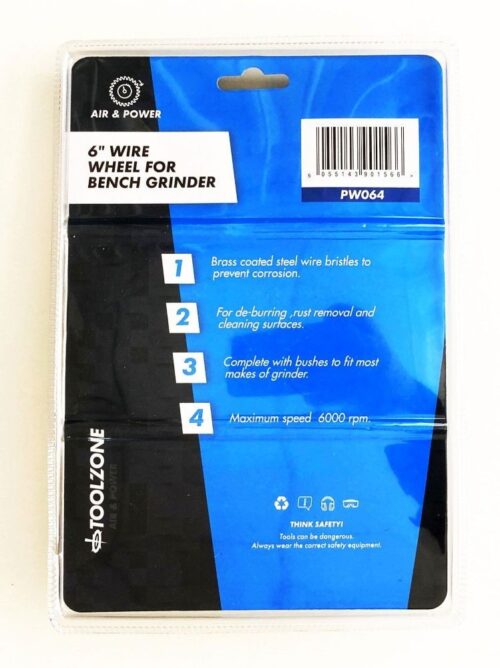 AIR & POWER
6" WIRE
WHEEL FOR
BENCH GRINDER
5 055143 901566 >
PW064
1 Brass coated steel wire bristles to
prevent corrosion.
2 For de-burring ,rust removal and
cleaning surfaces.
3 Complete with bushes to fit most
makes of grinder.
4 Maximum speed 6000 rpm.
TOOLZONE
AIR & POWER
THINK SAFETY!
Tools can be dangerous.
Always wear the correct safety equipment.